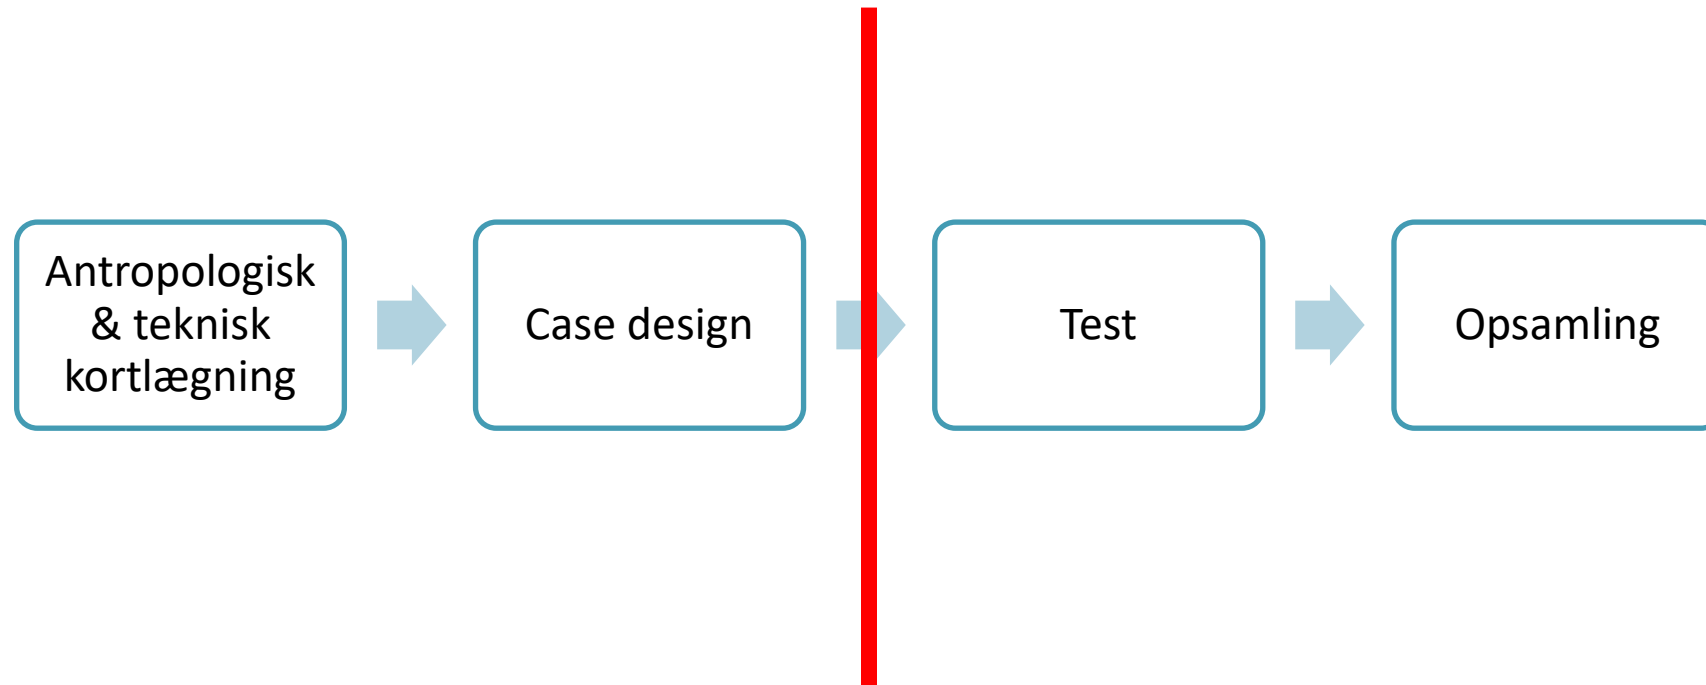 Antropologisk
& teknisk
kortlægning
Case design
Test
Opsamling